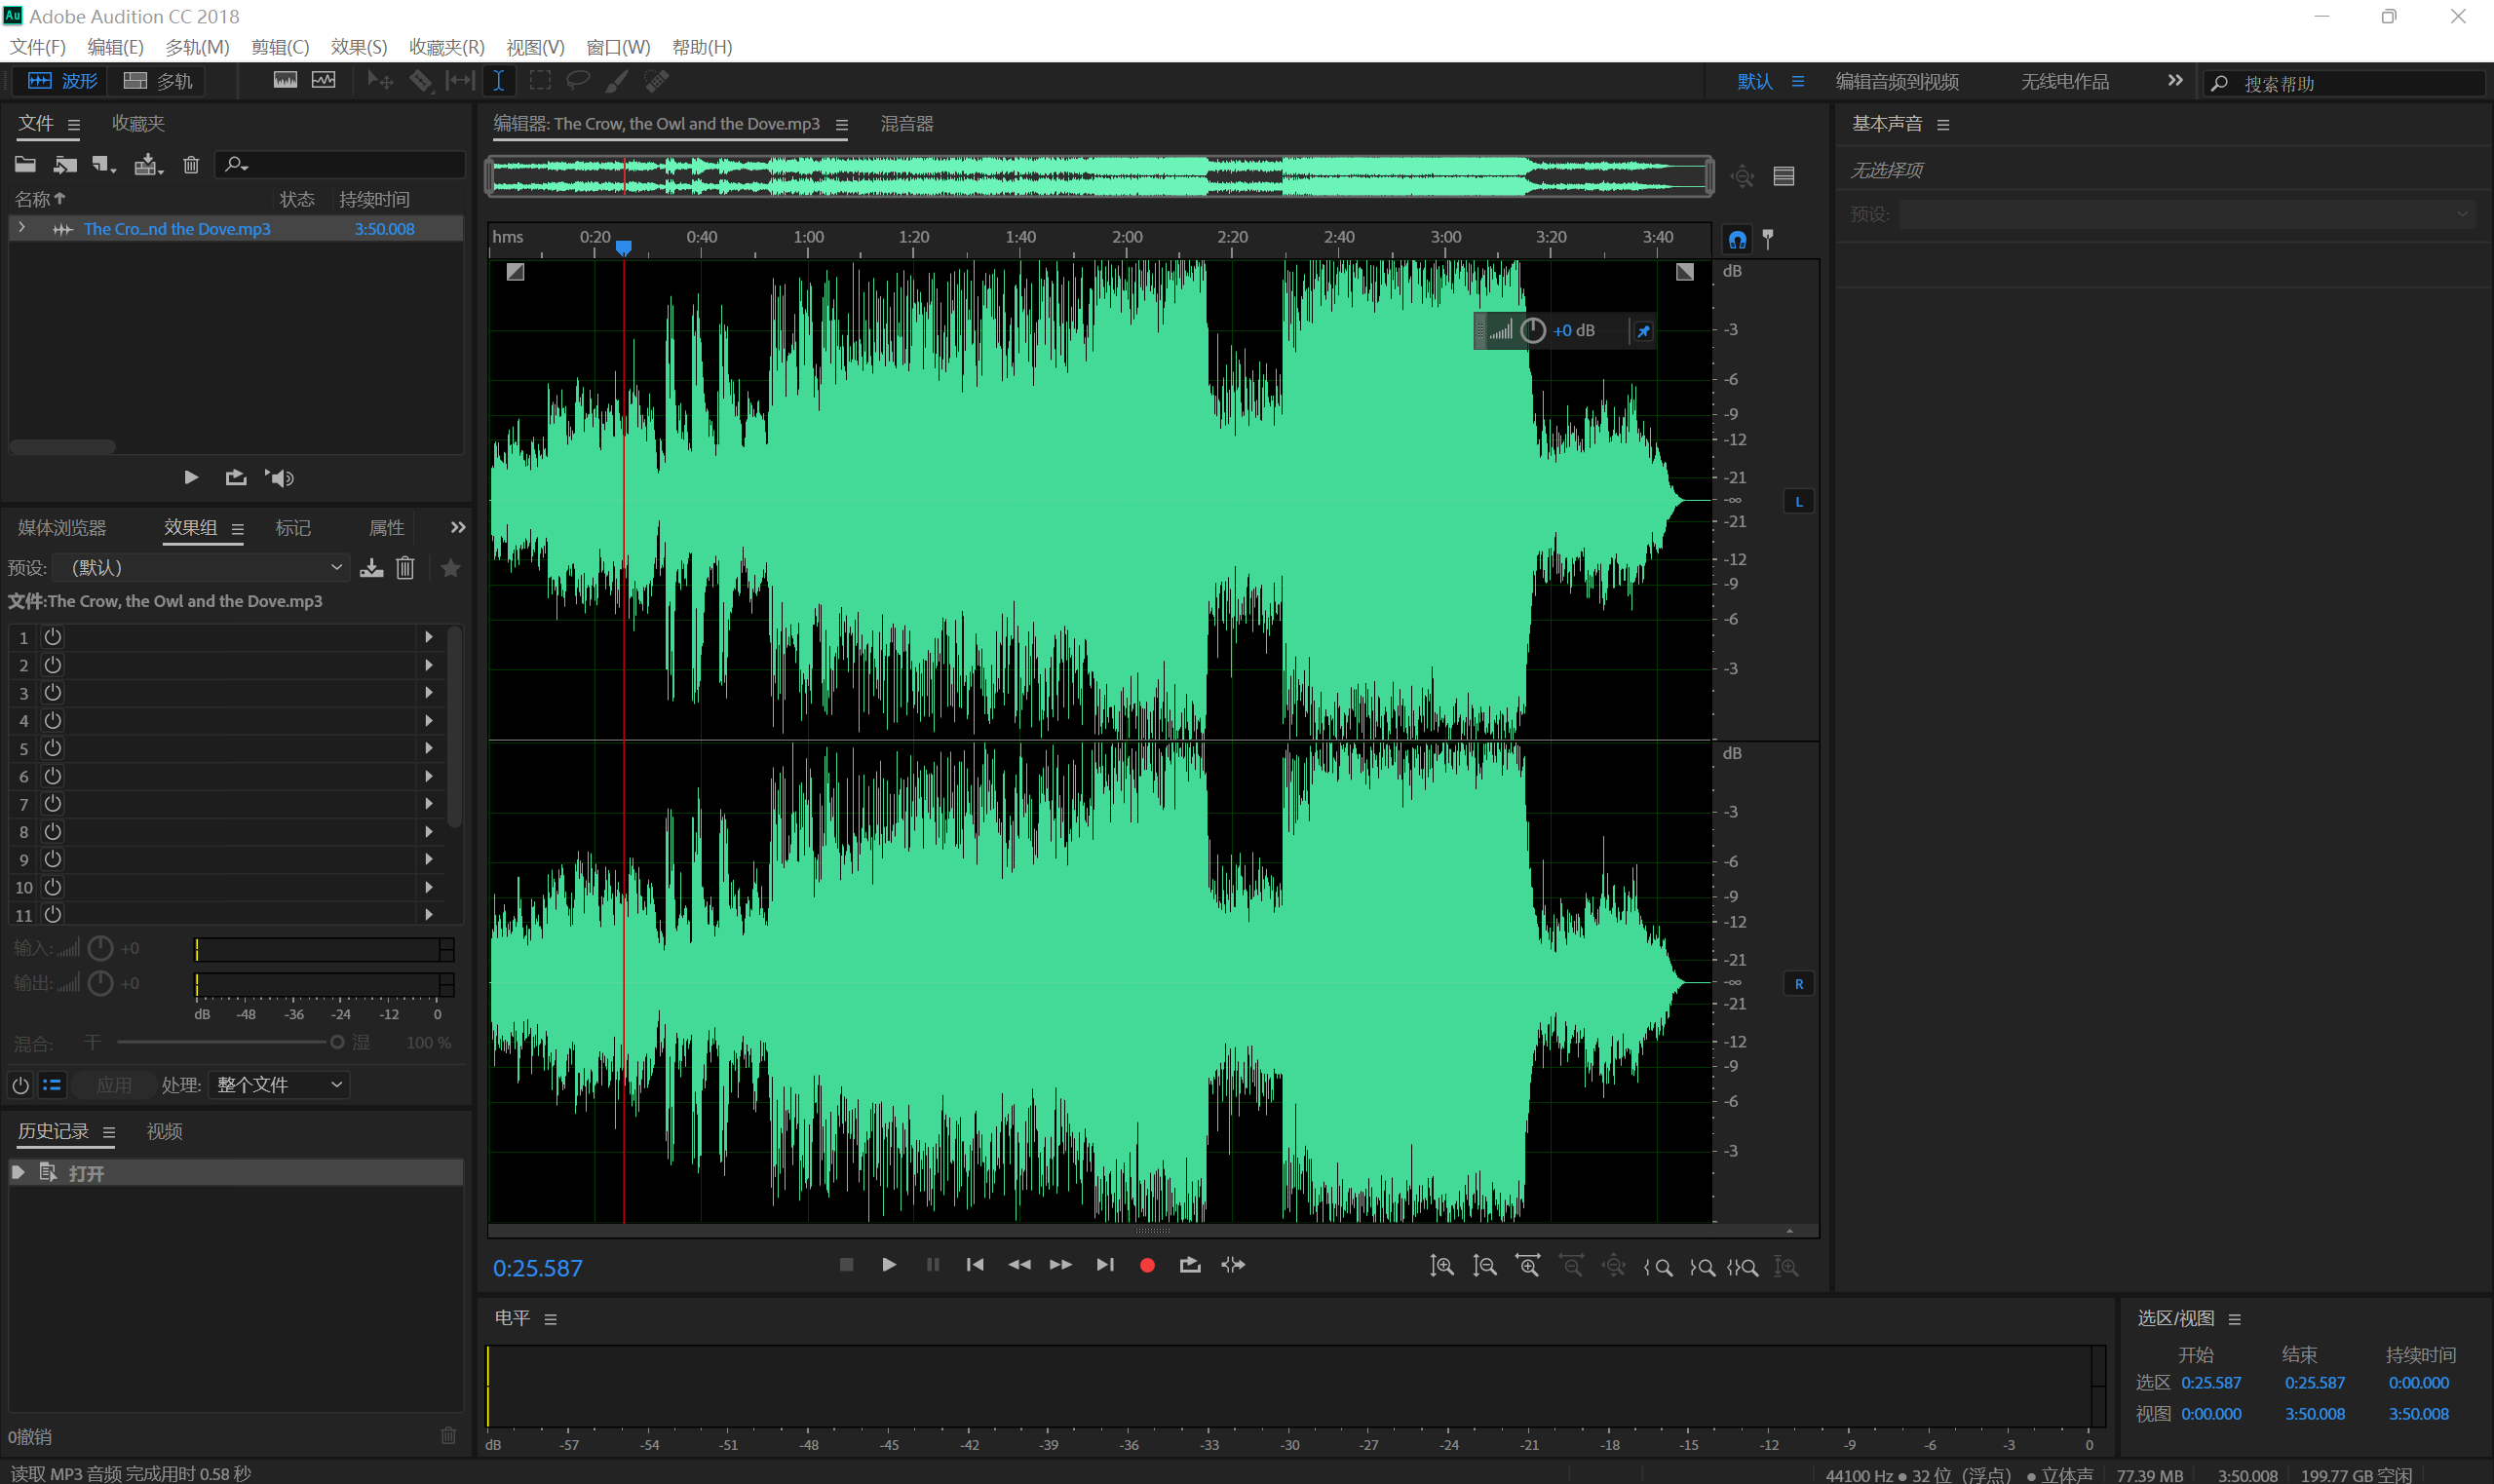 Au Adobe Audition CC 2018
文件(F) 编辑(E) 多轨(M) 剪辑(C) 效果(S) 收藏夹(R) 视图(V) 窗口(W) 帮助(H)
波形 多轨 默认 编辑音频到视频 无线电作品 搜索帮助
文件 收藏夹
名称 状态 持续时间
The Cro...nd the Dove.mp3 3:50.008
媒体浏览器 效果组 标记 属性
预设: (默认)
文件:The Crow, the Owl and the Dove.mp3
1
2
3
4
5
6
7
8
9
10
11
输入: +0
输出: +0
dB -48 -36 -24 -12 0
混合: 干 湿 100 %
应用 处理: 整个文件
历史记录 视频
打开
0撤销
读取 MP3 音频 完成用时 0.58 秒
编辑器: The Crow, the Owl and the Dove.mp3 混音器
hms 0:20 0:40 1:00 1:20 1:40 2:00 2:20 2:40 3:00 3:20 3:40
+0 dB
dB
-3
-6
-9
-12
-21
-∞
-21
-12
-9
-6
-3
L
dB
-3
-6
-9
-12
-21
-∞
-21
-12
-9
-6
-3
R
0:25.587
电平
dB -57 -54 -51 -48 -45 -42 -39 -36 -33 -30 -27 -24 -21 -18 -15 -12 -9 -6 -3 0
基本声音
无选择项
预设:
选区/视图
开始 结束 持续时间
选区 0:25.587 0:25.587 0:00.000
视图 0:00.000 3:50.008 3:50.008
44100 Hz ● 32 位 (浮点) ● 立体声 77.39 MB 3:50.008 199.77 GB 空闲